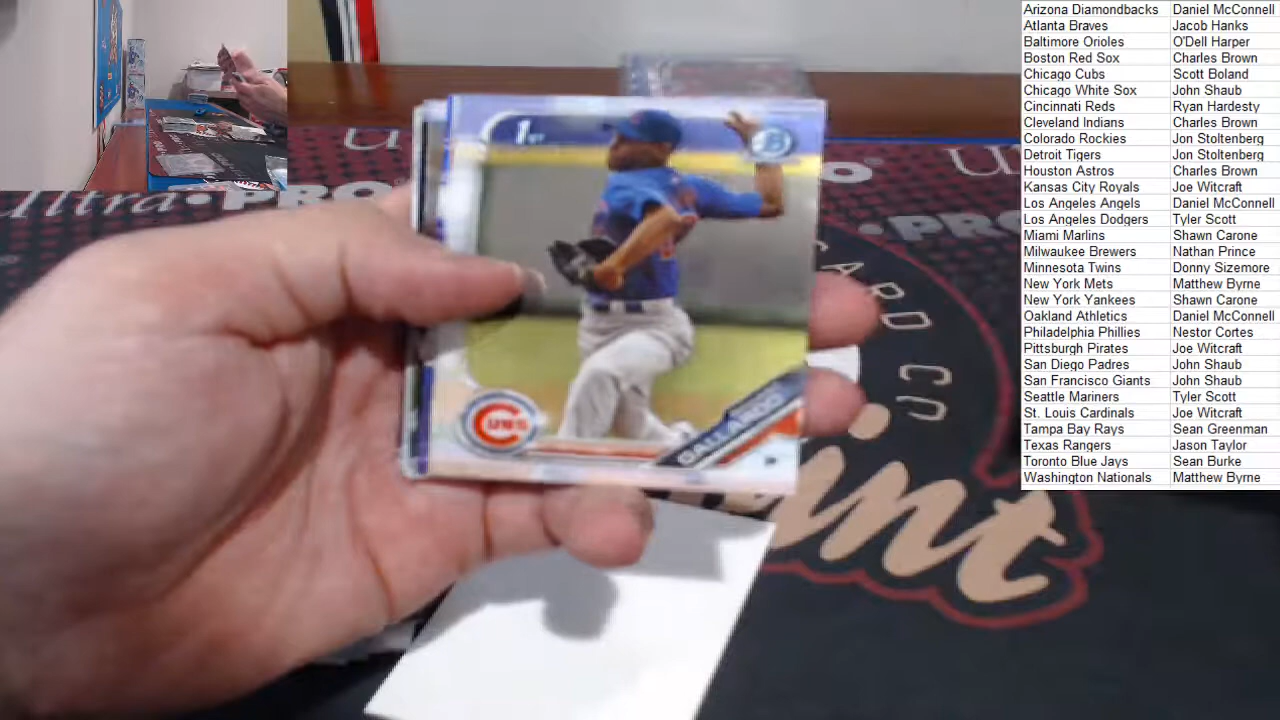 Arizona Diamondbacks Daniel McConnell
Atlanta Braves Jacob Hanks
Baltimore Orioles O'Dell Harper
Boston Red Sox Charles Brown
Chicago Cubs Scott Boland
Chicago White Sox John Shaub
Cincinnati Reds Ryan Hardesty
Cleveland Indians Charles Brown
Colorado Rockies Jon Stoltenberg
Detroit Tigers Jon Stoltenberg
Houston Astros Charles Brown
Kansas City Royals Joe Witcraft
Los Angeles Angels Daniel McConnell
Los Angeles Dodgers Tyler Scott
Miami Marlins Shawn Carone
Milwaukee Brewers Nathan Prince
Minnesota Twins Donny Sizemore
New York Mets Matthew Byrne
New York Yankees Shawn Carone
Oakland Athletics Daniel McConnell
Philadelphia Phillies Nestor Cortes
Pittsburgh Pirates Joe Witcraft
San Diego Padres John Shaub
San Francisco Giants John Shaub
Seattle Mariners Tyler Scott
St. Louis Cardinals Joe Witcraft
Tampa Bay Rays Sean Greenman
Texas Rangers Jason Taylor
Toronto Blue Jays Sean Burke
Washington Nationals Matthew Byrne
1st
B
Ultra•PRO
PRO
CUBS
GALLARDO
P
CARD CO
Mint